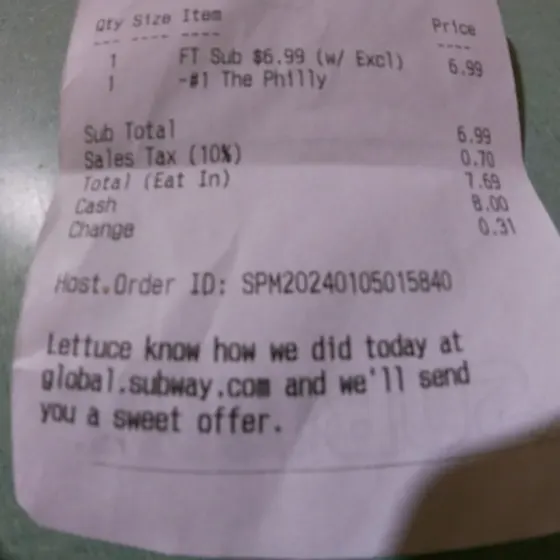 Qty Size Item Price
--- ---- ---- ----
1 FT Sub $6.99 (w/ Excl) 6.99
1 -#1 The Philly
Sub Total 6.99
Sales Tax (10%) 0.70
Total (Eat In) 7.69
Cash 8.00
Change 0.31
Host.Order ID: SPM20240105015840
Lettuce know how we did today at
global.subway.com and we'll send
you a sweet offer.